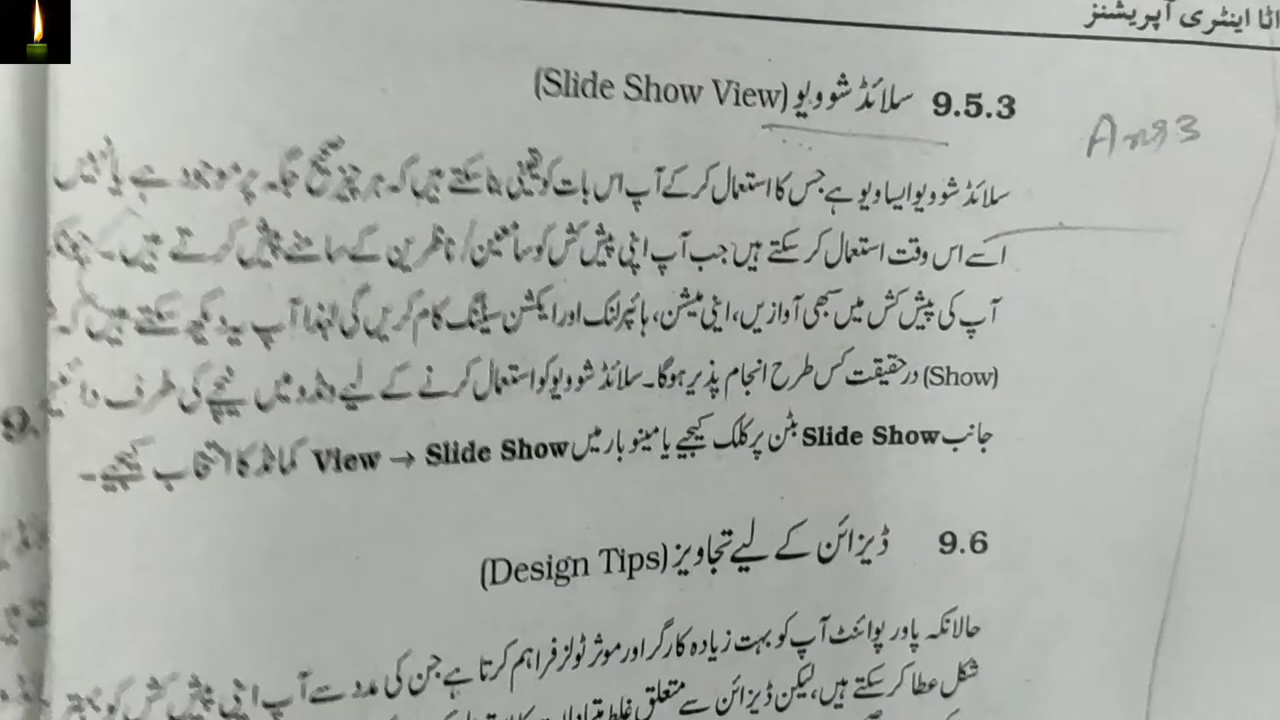 اٹا اینٹری آپریشنز
9.5.3 سلائڈ شو ویو (Slide Show View)
Ans 3
سلائڈ شو ویو ایسا ویو ہے جس کا استعمال کر کے آپ اس بات کو یقینی بنا سکتے ہیں کہ ہر چیز صحیح جگہ پر موجود ہے یا نہیں
اسے اس وقت استعمال کر سکتے ہیں جب آپ اپنی پیش کش کو سامعین/ ناظرین کے سامنے پیش کرتے ہیں۔ چونکہ
آپ کی پیش کش میں سبھی آوازیں، اینی میشن، ہائپر لنک اور ایکشن سیٹنگ کام کریں گی لہٰذا آپ یہ دیکھ سکتے ہیں کہ
(Show) در حقیقت کس طرح انجام پذیر ہوگا۔ سلائڈ شو ویو کو استعمال کرنے کے لیے ونڈو میں نیچے کی طرف
جانب Slide Show بٹن پر کلک کیجیے یا مینو بار میں View → Slide Show کمانڈ کا انتخاب کیجیے۔
9.6 ڈیزائن کے لیے تجاویز (Design Tips)
حالانکہ پاور پوائنٹ آپ کو بہت زیادہ کارگر اور موثر ٹولز فراہم کرتا ہے جن کی مدد سے آپ اپنی پیش کش کو بہتر
شکل عطا کر سکتے ہیں، لیکن ڈیزائن سے متعلق غلط